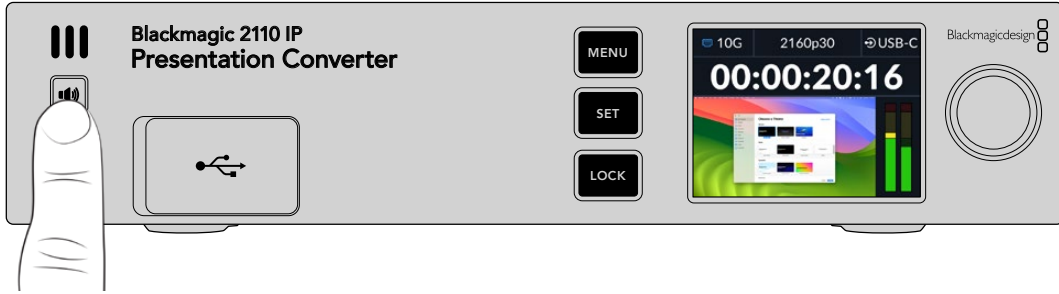 Blackmagic 2110 IP
Presentation Converter
MENU
SET
LOCK
10G 2160p30 USB-C
00:00:20:16
Blackmagicdesign